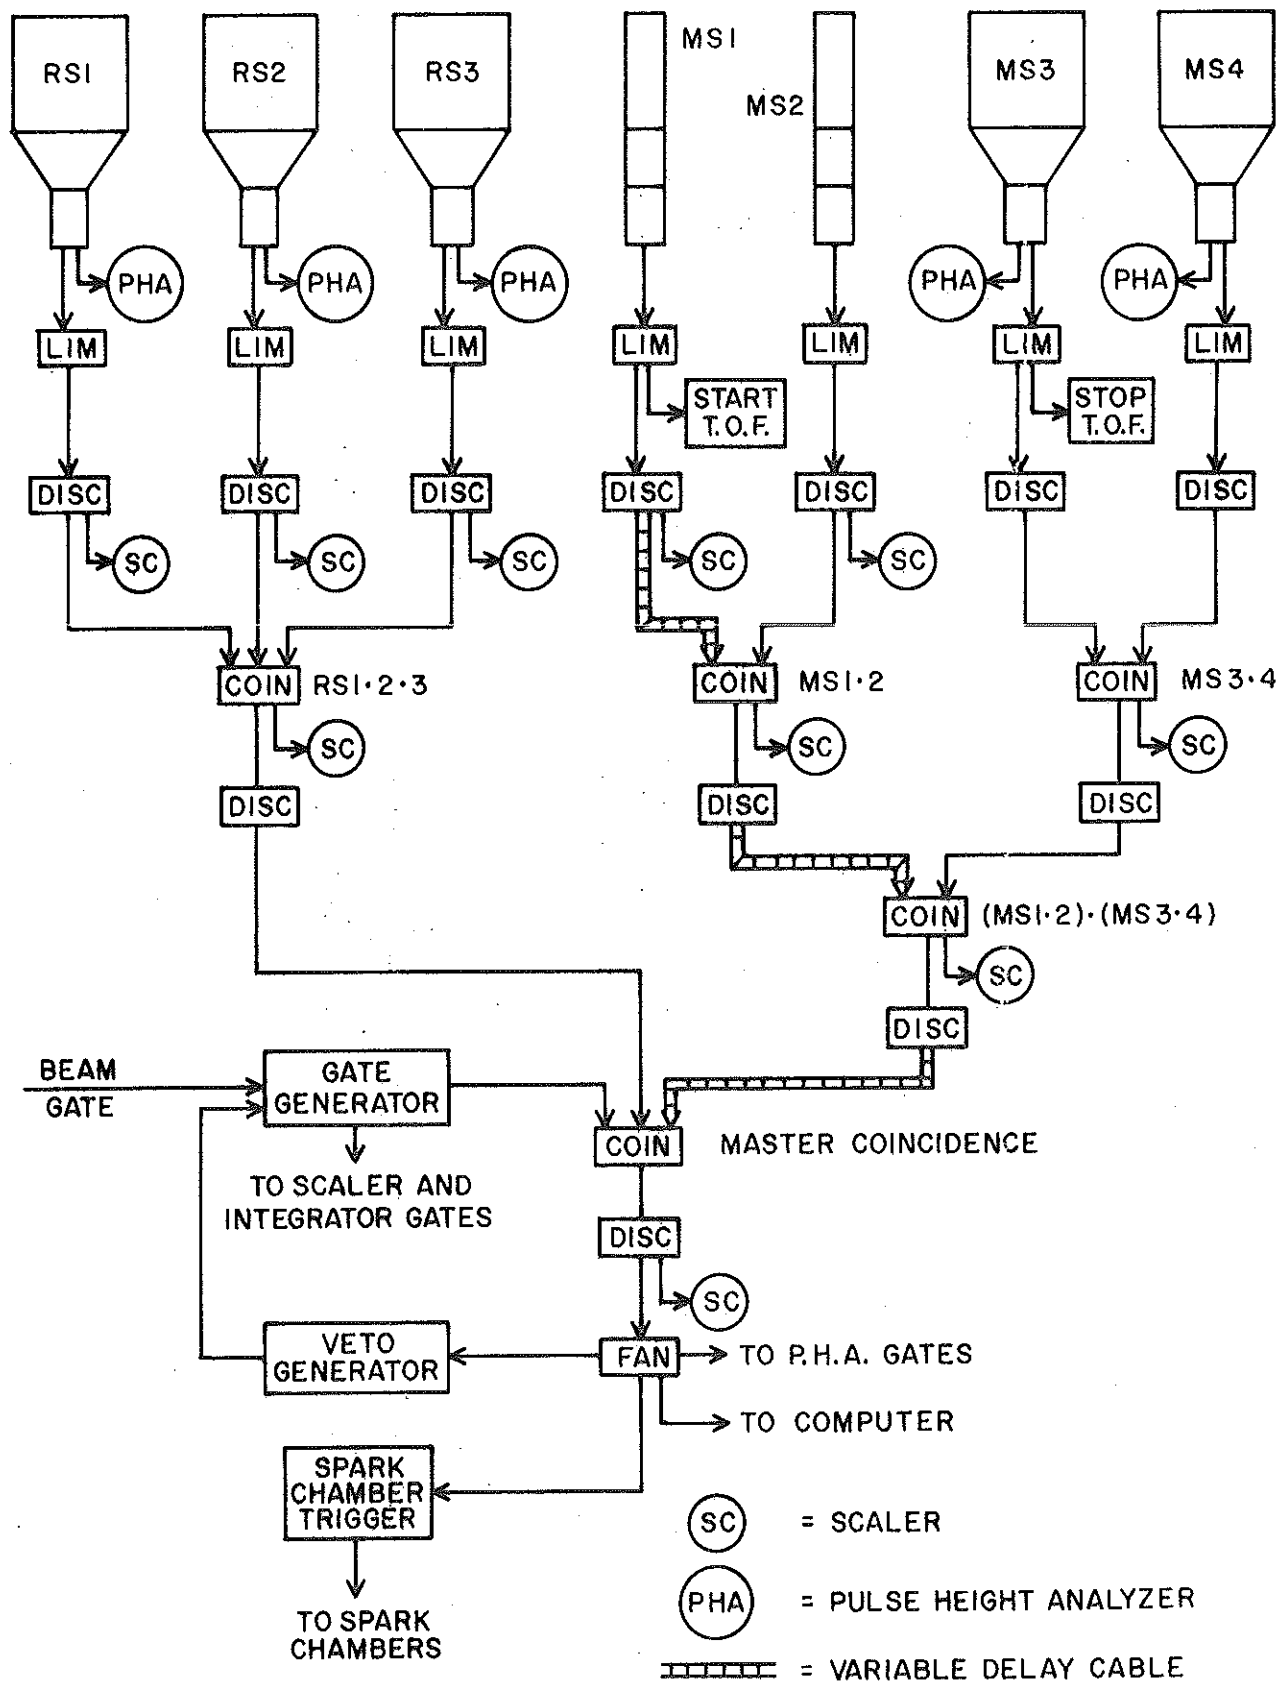 RS1
RS2
RS3
MS1
MS2
MS3
MS4
PHA
PHA
PHA
PHA
PHA
LIM
LIM
LIM
LIM
LIM
LIM
LIM
START
T.O.F.
STOP
T.O.F.
DISC
DISC
DISC
DISC
DISC
DISC
DISC
SC
SC
SC
SC
SC
COIN
RS1·2·3
COIN
MS1·2
COIN
MS3·4
SC
SC
SC
DISC
DISC
DISC
COIN
(MS1·2)·(MS3·4)
SC
DISC
BEAM
GATE
GATE
GENERATOR
COIN
MASTER COINCIDENCE
TO SCALER AND
INTEGRATOR GATES
DISC
SC
VETO
GENERATOR
FAN
TO P.H.A. GATES
TO COMPUTER
SPARK
CHAMBER
TRIGGER
TO SPARK
CHAMBERS
SC = SCALER
PHA = PULSE HEIGHT ANALYZER
= VARIABLE DELAY CABLE